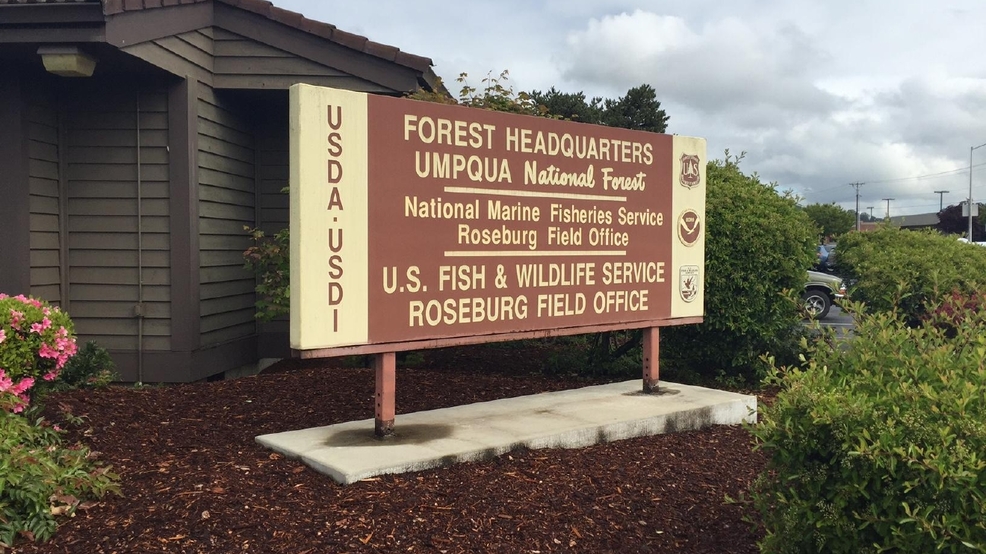 USDA·USDI
FOREST HEADQUARTERS
UMPQUA National Forest
National Marine Fisheries Service
Roseburg Field Office
U.S. FISH & WILDLIFE SERVICE
ROSEBURG FIELD OFFICE
U S